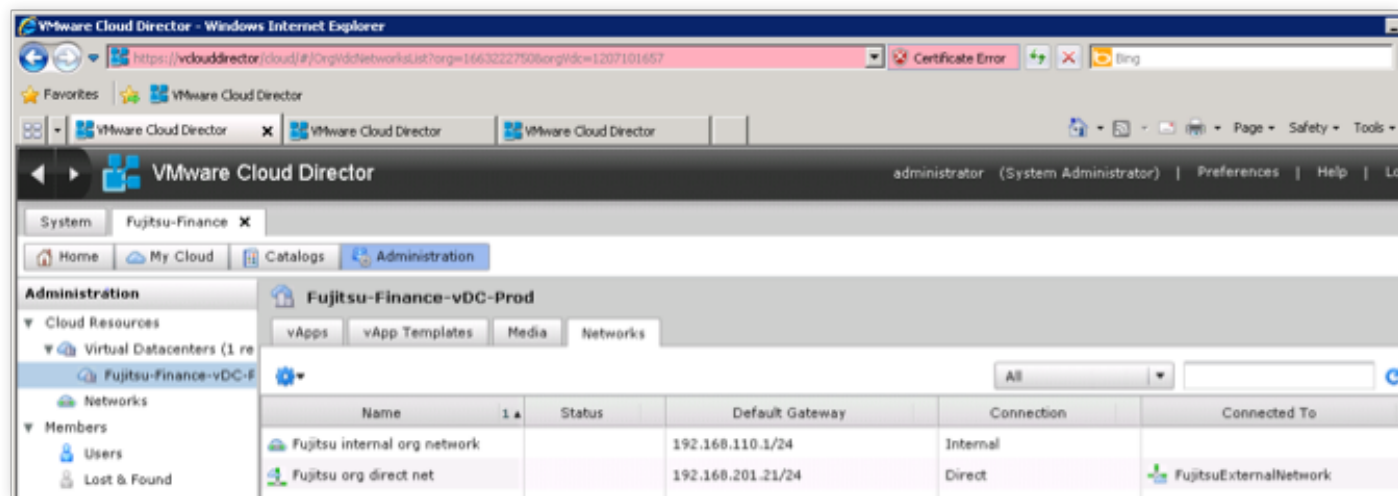 VMware Cloud Director - Windows Internet Explorer
https://vclouddirector/cloud/#/OrgVdcNetworksList?org=1663222750&orgVdc=1207101657 Certificate Error Bing
Favorites VMware Cloud Director
VMware Cloud Director VMware Cloud Director VMware Cloud Director Page Safety Tools
VMware Cloud Director administrator (System Administrator) | Preferences | Help | Lo
System Fujitsu-Finance
Home My Cloud Catalogs Administration
Administration Fujitsu-Finance-vDC-Prod
Cloud Resources
vApps vApp Templates Media Networks
Virtual Datacenters (1 re
Fujitsu-Finance-vDC-P All
Networks
Name 1 Status Default Gateway Connection Connected To
Members
Fujitsu internal org network 192.168.110.1/24 Internal
Users
Lost & Found Fujitsu org direct net 192.168.201.21/24 Direct FujitsuExternalNetwork